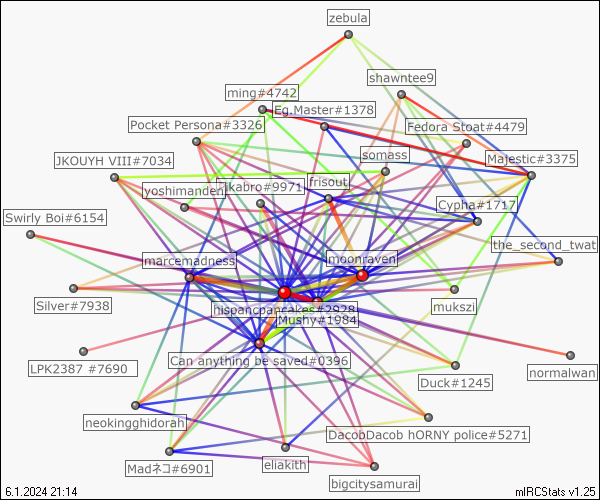 zebula
shawntee9
ming#4742
Eg.Master#1378
Pocket Persona#3326
Fedora Stoat#4479
JKOUYH VIII#7034
somass
Majestic#3375
yoshimanden
frisout
Cypha#1717
Swirly Boi#6154
the_second_twat
marcemadness
moonraven
Silver#7938
hispancpancakes#2928
mukszi
Mushy#1984
LPK2387 #7690
Can anything be saved#0396
normalwan
Duck#1245
neokingghidorah
DacobDacob hORNY police#5271
Madネコ#6901
eliakith
bigcitysamurai
6.1.2024 21:14
mIRCStats v1.25